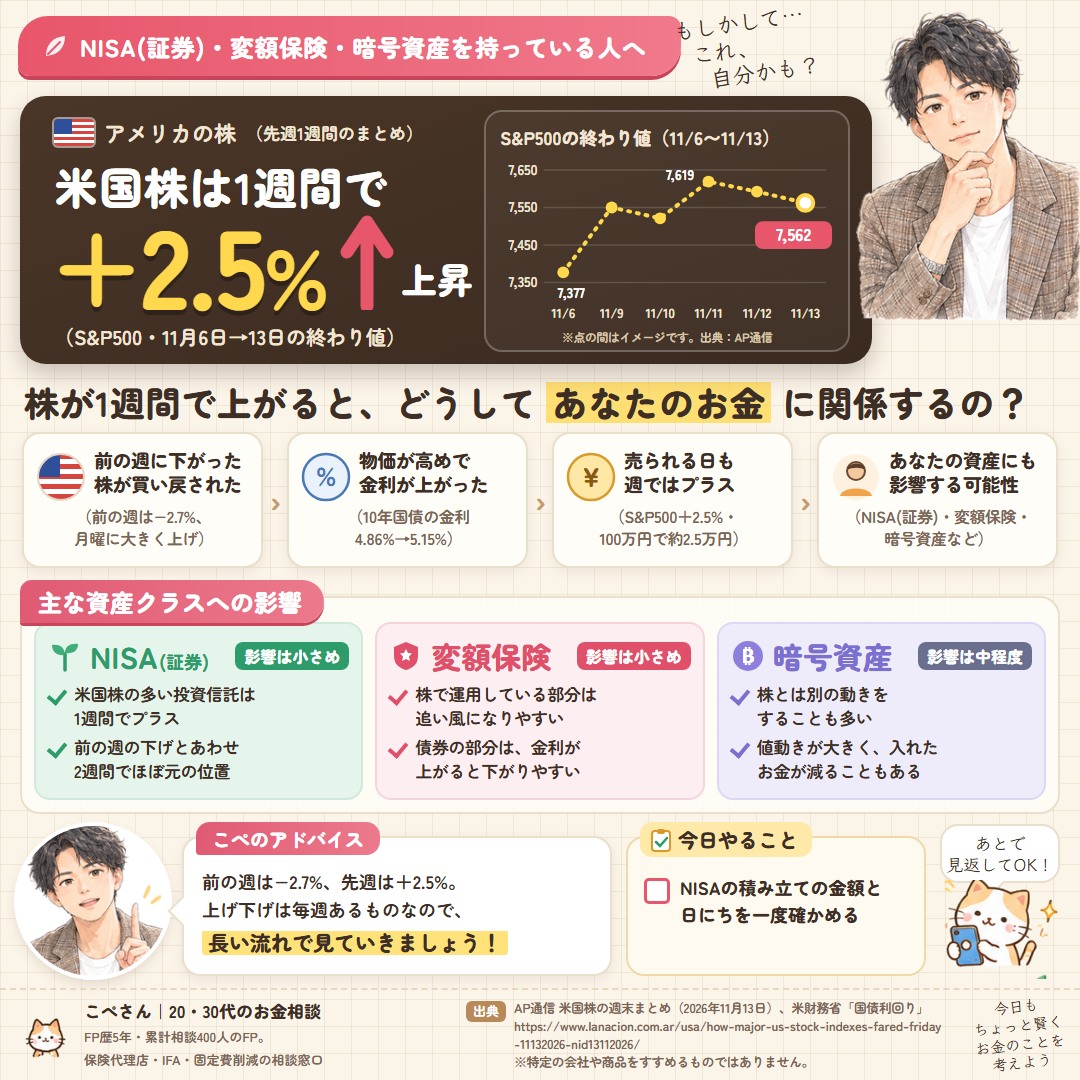 NISA(証券)・変額保険・暗号資産を持っている人へ
もしかして…
これ、
自分かも？
アメリカの株 （先週1週間のまとめ）
米国株は1週間で
＋2.5% 上昇
（S&P500・11月6日→13日の終わり値）
S&P500の終わり値（11/6〜11/13）
7,650
7,550
7,450
7,350
7,377
7,619
7,562
11/6 11/9 11/10 11/11 11/12 11/13
※点の間はイメージです。出典：AP通信
株が1週間で上がると、どうして あなたのお金 に関係するの？
前の週に下がった
株が買い戻された
（前の週は−2.7%、
月曜に大きく上げ）
›
%
物価が高めで
金利が上がった
（10年国債の金利
4.86%→5.15%）
›
¥
売られる日も
週ではプラス
（S&P500＋2.5%・
100万円で約2.5万円）
›
あなたの資産にも
影響する可能性
（NISA(証券)・変額保険・
暗号資産など）
主な資産クラスへの影響
NISA(証券) 影響は小さめ
米国株の多い投資信託は
1週間でプラス
前の週の下げとあわせ
2週間でほぼ元の位置
変額保険 影響は小さめ
株で運用している部分は
追い風になりやすい
債券の部分は、金利が
上がると下がりやすい
暗号資産 影響は中程度
株とは別の動きを
することも多い
値動きが大きく、入れた
お金が減ることもある
こぺのアドバイス
前の週は−2.7%、先週は＋2.5%。
上げ下げは毎週あるものなので、
長い流れで見ていきましょう！
今日やること
NISAの積み立ての金額と
日にちを一度確かめる
あとで
見返してOK！
こぺさん｜20・30代のお金相談
FP歴5年・累計相談400人のFP。
保険代理店・IFA・固定費削減の相談窓口
出典 AP通信 米国株の週末まとめ（2026年11月13日）、米財務省「国債利回り」
https://www.lanacion.com.ar/usa/how-major-us-stock-indexes-fared-friday
-11132026-nid13112026/
※特定の会社や商品をすすめるものではありません。
今日も
ちょっと賢く
お金のことを
考えよう